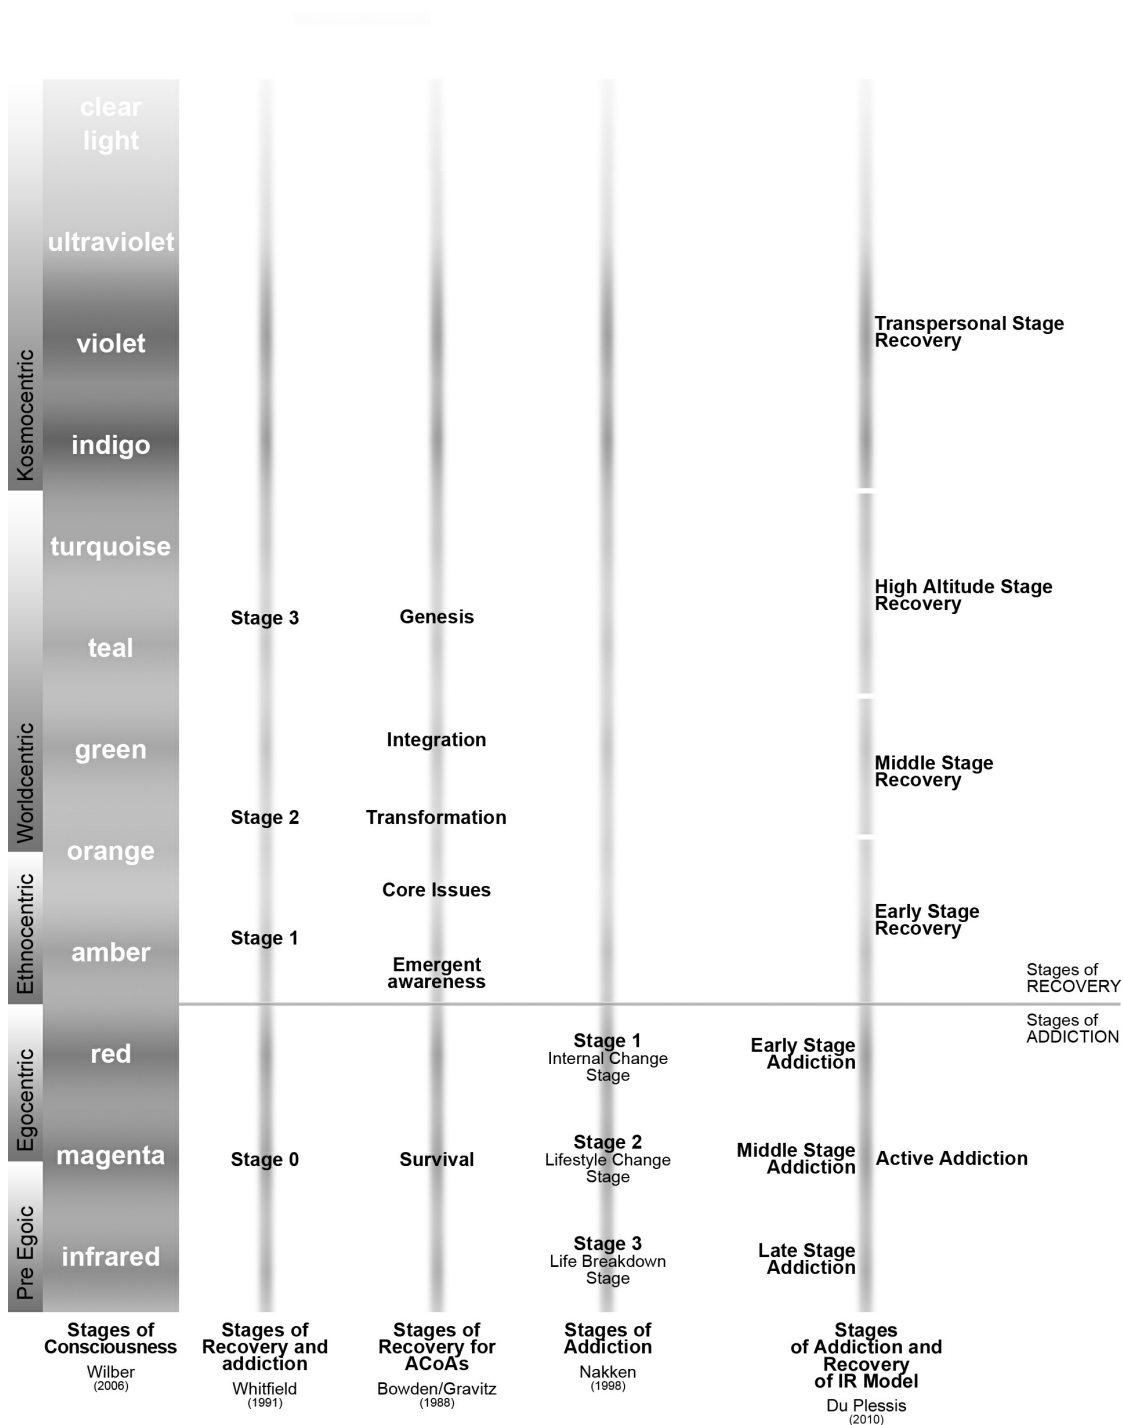 clear
light
ultraviolet
violet
indigo
turquoise
teal
green
orange
amber
red
magenta
infrared
Kosmocentric
Worldcentric
Ethnocentric
Egocentric
Pre Egoic
Stage 3
Stage 2
Stage 1
Stage 0
Genesis
Integration
Transformation
Core Issues
Emergent
awareness
Survival
Stage 1
Internal Change
Stage
Stage 2
Lifestyle Change
Stage
Stage 3
Life Breakdown
Stage
Transpersonal Stage
Recovery
High Altitude Stage
Recovery
Middle Stage
Recovery
Early Stage
Recovery
Stages of
RECOVERY
Stages of
ADDICTION
Early Stage
Addiction
Middle Stage
Addiction
Active Addiction
Late Stage
Addiction
Stages of
Consciousness
Wilber
(2006)
Stages of
Recovery and
addiction
Whitfield
(1991)
Stages of
Recovery for
ACoAs
Bowden/Gravitz
(1988)
Stages of
Addiction
Nakken
(1998)
Stages
of Addiction and
Recovery
of IR Model
Du Plessis
(2010)